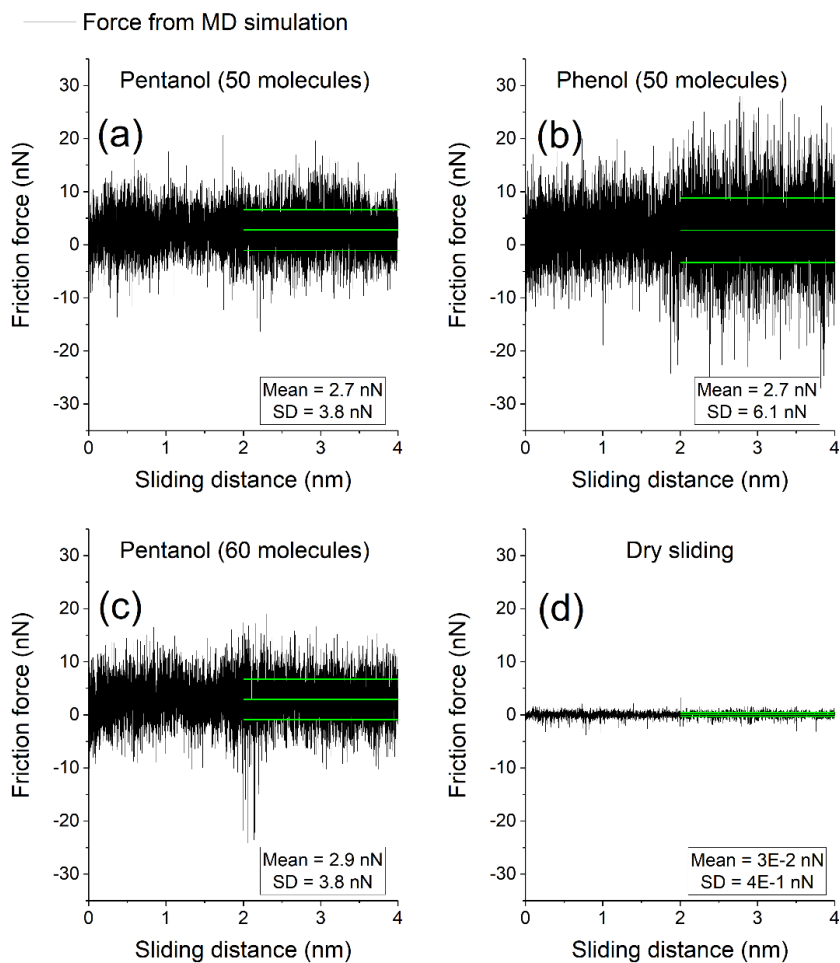 Force from MD simulation
Pentanol (50 molecules)
(a)
Friction force (nN)
30
20
10
0
-10
-20
-30
Mean = 2.7 nN
SD = 3.8 nN
0 1 2 3 4
Sliding distance (nm)
Phenol (50 molecules)
(b)
Friction force (nN)
30
20
10
0
-10
-20
-30
Mean = 2.7 nN
SD = 6.1 nN
0 1 2 3 4
Sliding distance (nm)
Pentanol (60 molecules)
(c)
Friction force (nN)
30
20
10
0
-10
-20
-30
Mean = 2.9 nN
SD = 3.8 nN
0 1 2 3 4
Sliding distance (nm)
Dry sliding
(d)
Friction force (nN)
30
20
10
0
-10
-20
-30
Mean = 3E-2 nN
SD = 4E-1 nN
0 1 2 3 4
Sliding distance (nm)